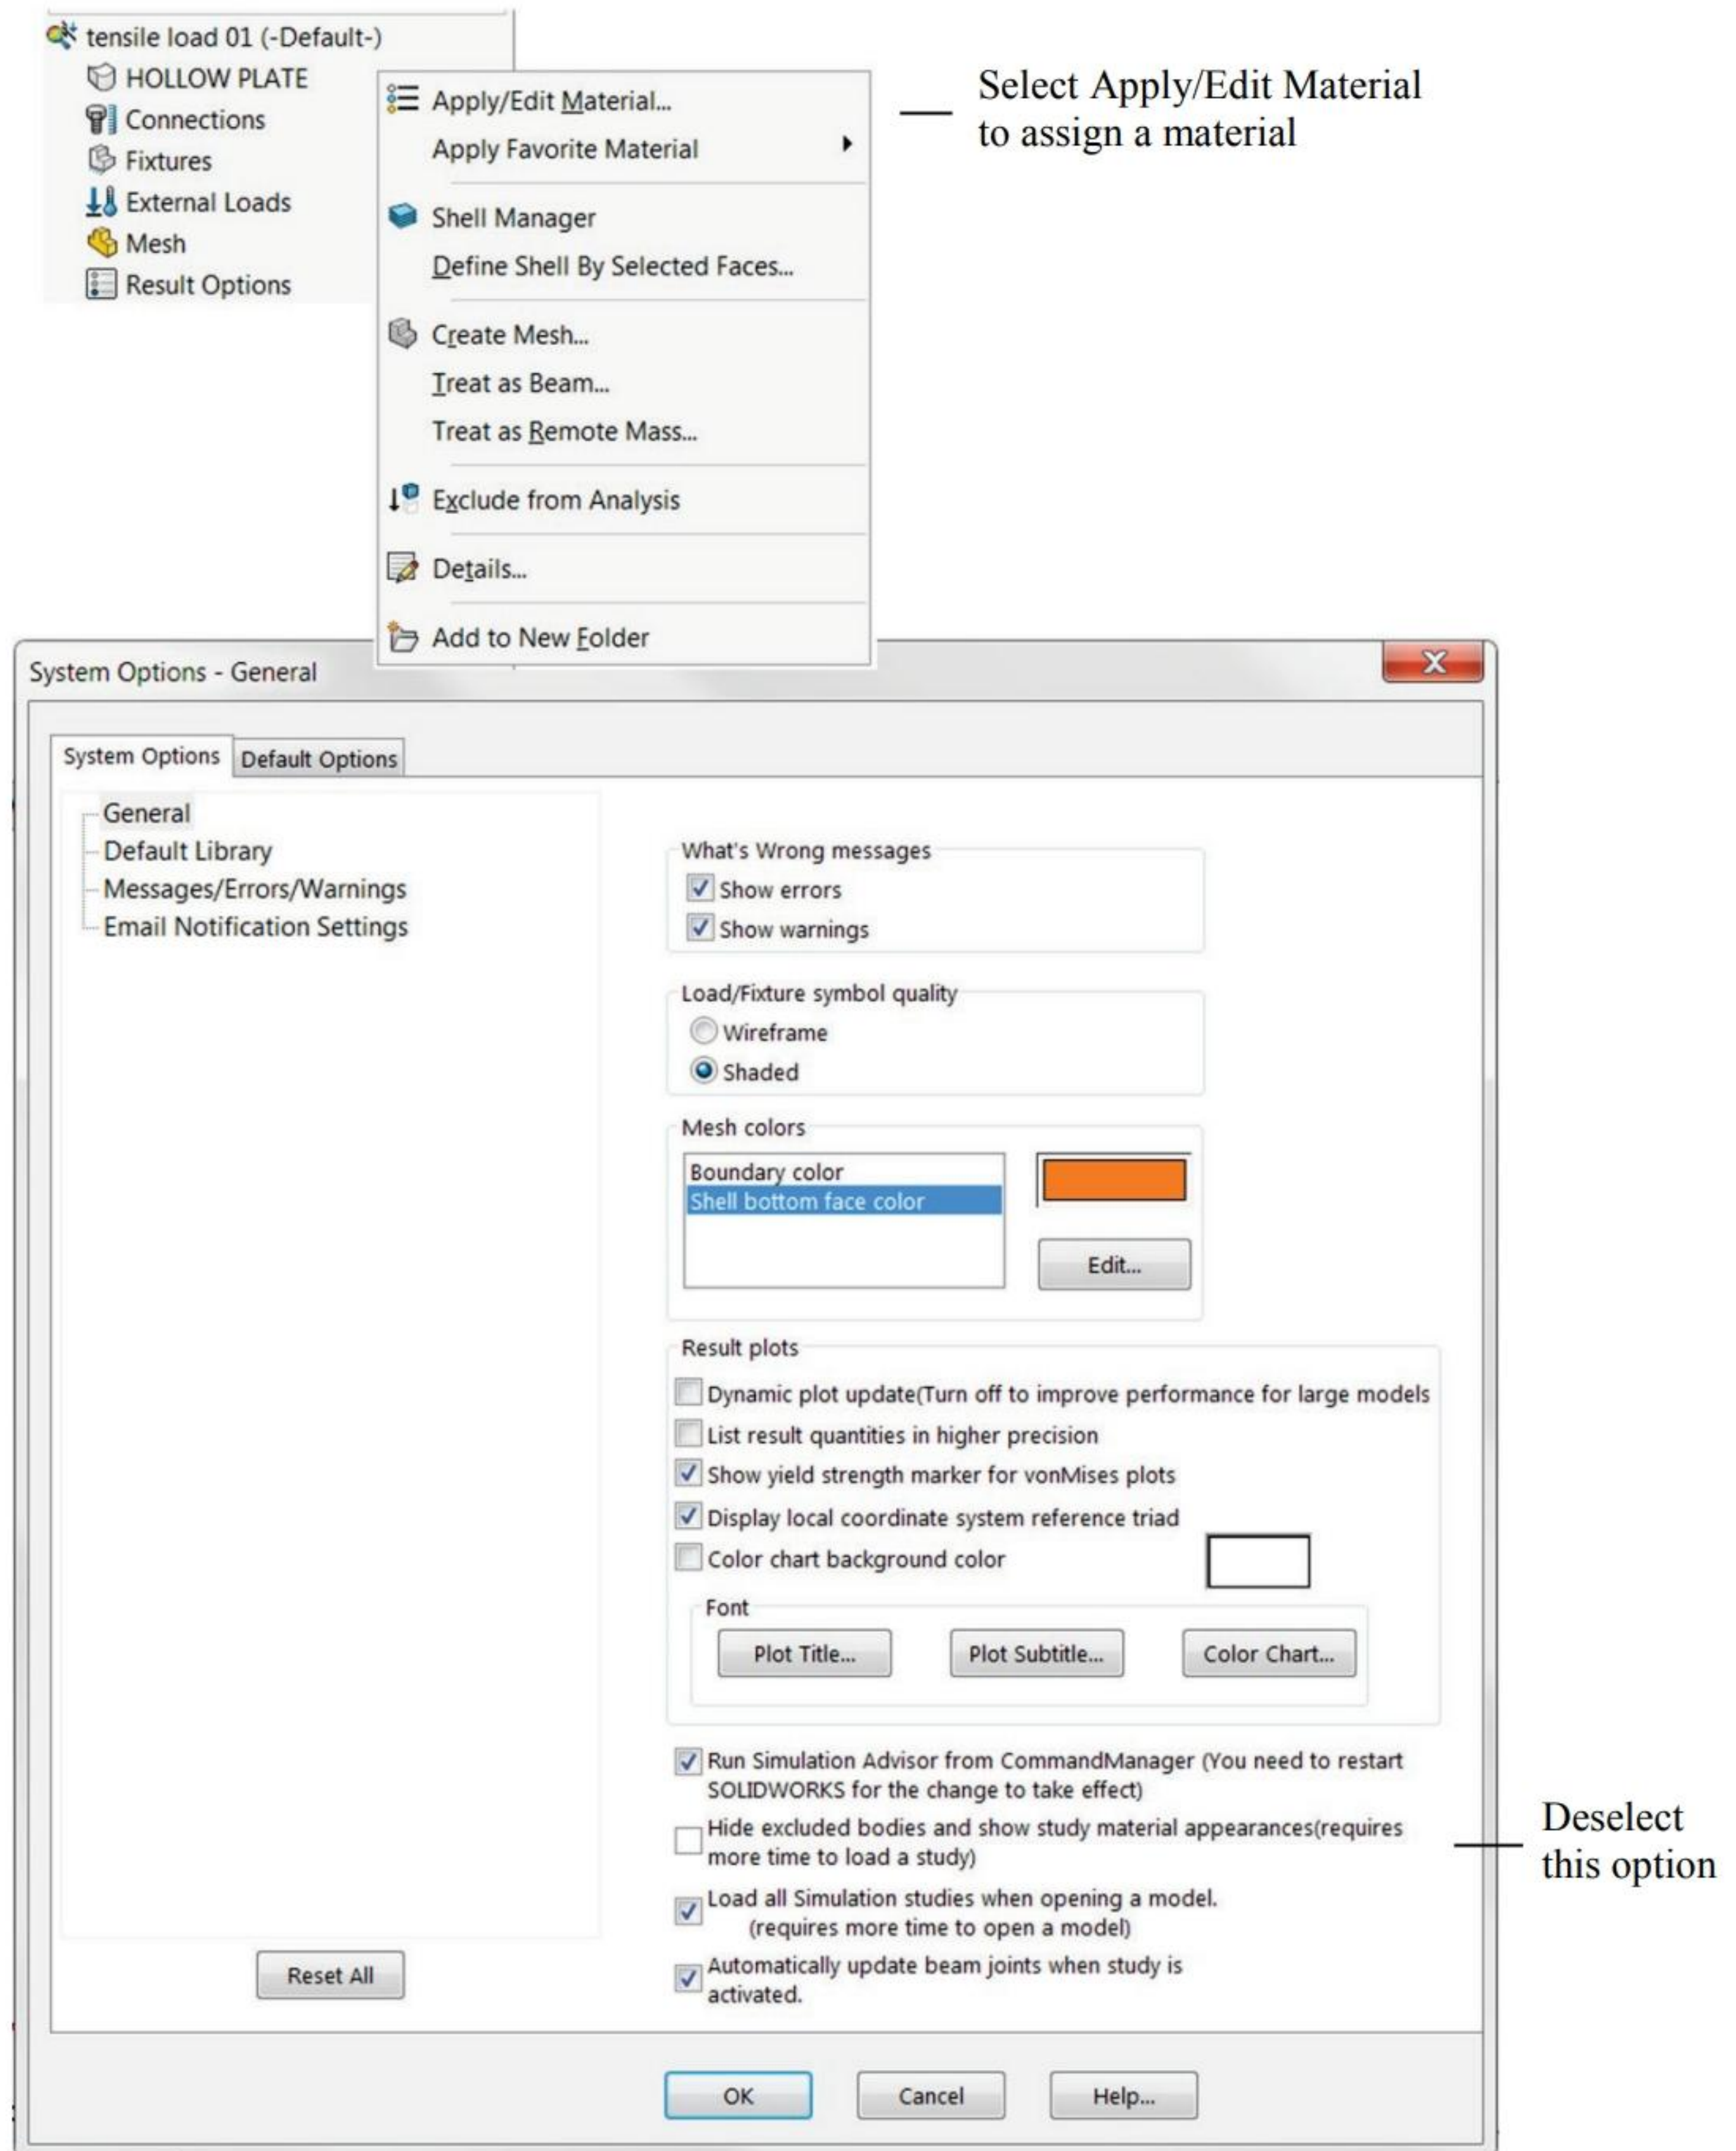 tensile load 01 (-Default-)
HOLLOW PLATE
Connections
Fixtures
External Loads
Mesh
Result Options
Apply/Edit Material...
Apply Favorite Material
Shell Manager
Define Shell By Selected Faces...
Create Mesh...
Treat as Beam...
Treat as Remote Mass...
Exclude from Analysis
Details...
Add to New Folder
Select Apply/Edit Material
to assign a material
System Options - General
System Options
Default Options
General
Default Library
Messages/Errors/Warnings
Email Notification Settings
Reset All
What's Wrong messages
Show errors
Show warnings
Load/Fixture symbol quality
Wireframe
Shaded
Mesh colors
Boundary color
Shell bottom face color
Edit...
Result plots
Dynamic plot update(Turn off to improve performance for large models
List result quantities in higher precision
Show yield strength marker for vonMises plots
Display local coordinate system reference triad
Color chart background color
Font
Plot Title...
Plot Subtitle...
Color Chart...
Run Simulation Advisor from CommandManager (You need to restart
SOLIDWORKS for the change to take effect)
Hide excluded bodies and show study material appearances(requires
more time to load a study)
Load all Simulation studies when opening a model.
(requires more time to open a model)
Automatically update beam joints when study is
activated.
Deselect
this option
OK
Cancel
Help...